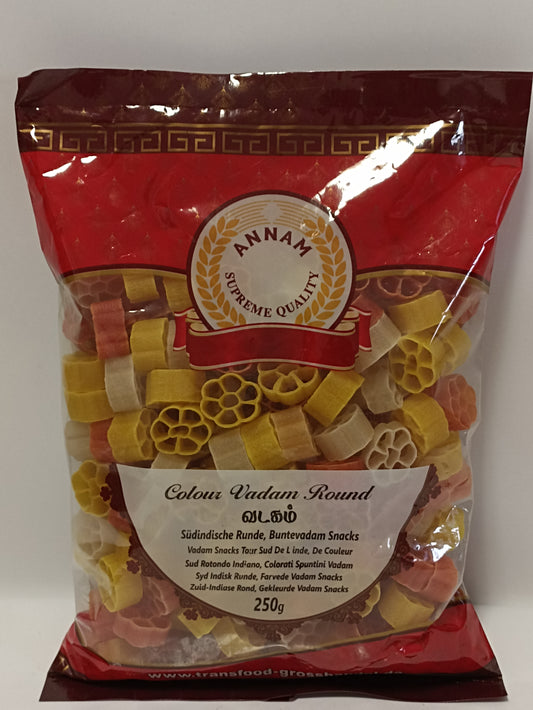 ANNAM
SUPREME QUALITY
Colour Vadam Round
வடகம்
Südindische Runde, Buntevadam Snacks
Vadam Snacks Tour Sud De L inde, De Couleur
Sud Rotondo Indiano, Colorati Spuntini Vadam
Syd Indisk Runde, Farvede Vadam Snacks
Zuid-Indiase Rond, Gekleurde Vadam Snacks
250g